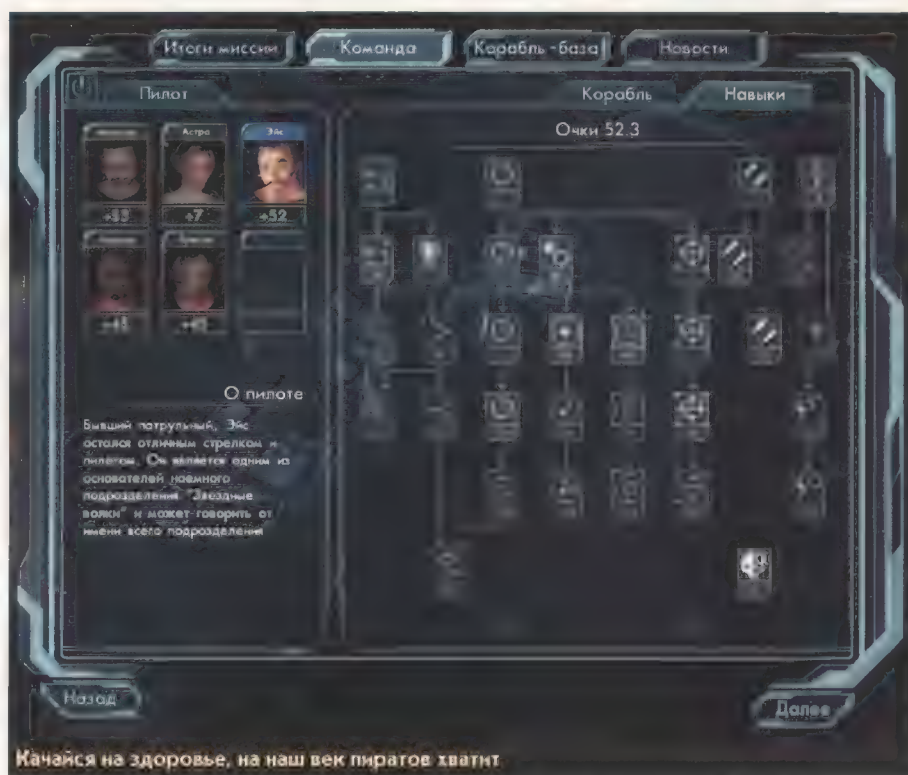 Итоги миссии
Команда
Корабль-база
Новости
Пилот
Корабль
Навыки
Очки 52.3
Астра
Эйс
+7
+52
О пилоте
Бывший патрульный, Эйс
остался отличным стрелком и
пилотом. Он является одним из
основателей наемного
подразделения "Звездные
волки" и может говорить от
имени всего подразделения
Назад
Далее
Качайся на здоровье, на наш век пиратов хватит